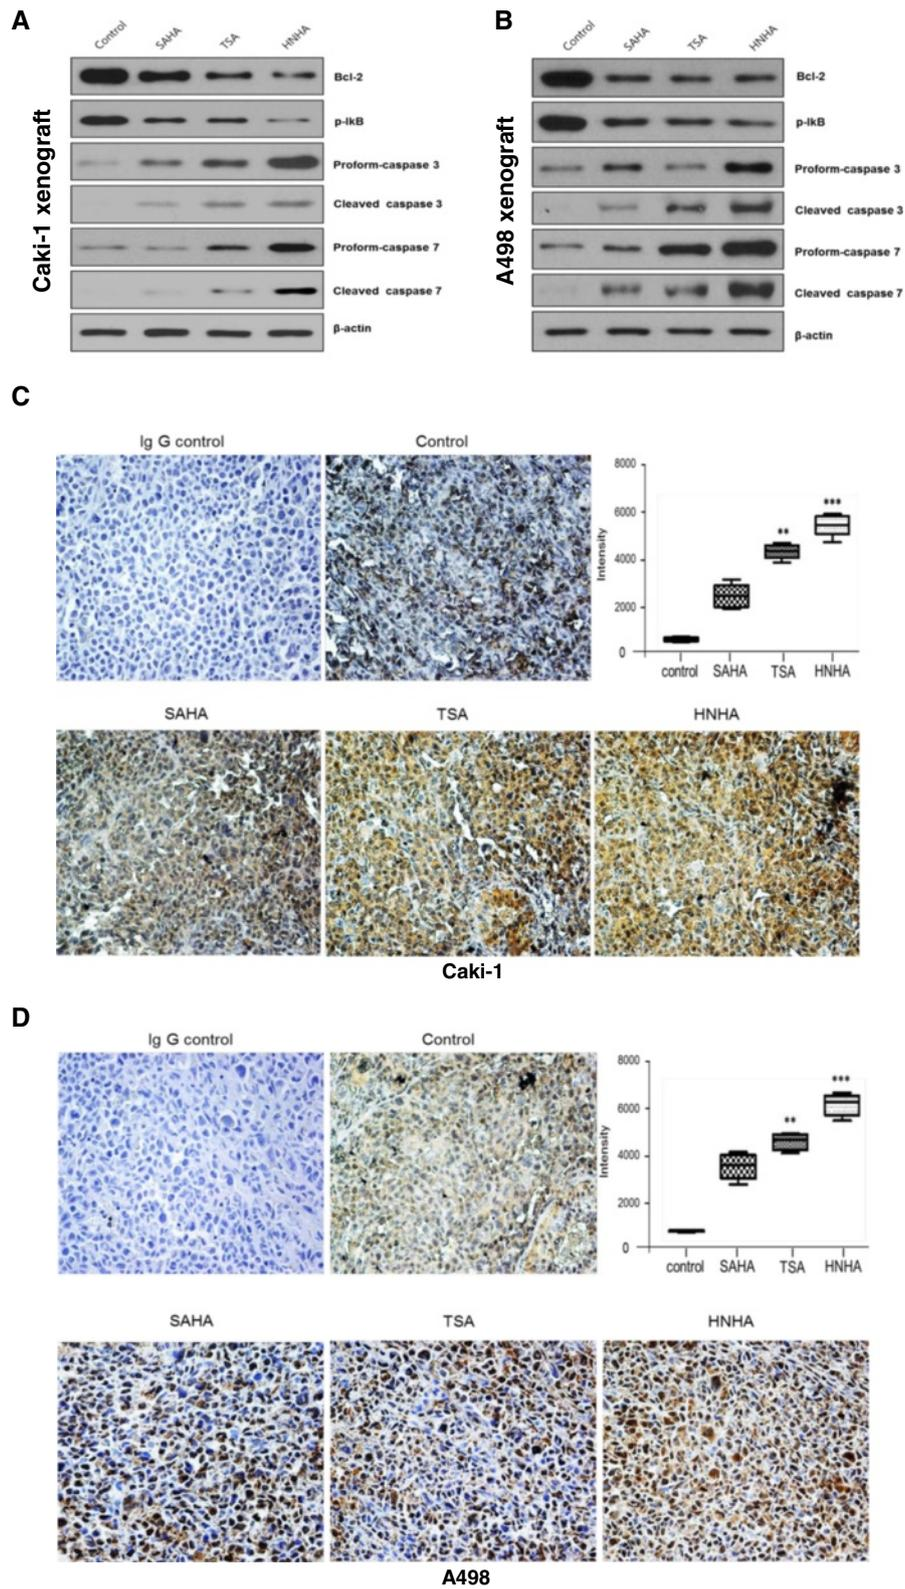 A
Control SAHA TSA HNHA
Caki-1 xenograft
Bcl-2
p-IkB
Proform-caspase 3
Cleaved caspase 3
Proform-caspase 7
Cleaved caspase 7
β-actin
B
Control SAHA TSA HNHA
A498 xenograft
Bcl-2
p-IkB
Proform-caspase 3
Cleaved caspase 3
Proform-caspase 7
Cleaved caspase 7
β-actin
C
Ig G control
Control
Intensity
8000
6000
4000
2000
0
**
***
control SAHA TSA HNHA
SAHA
TSA
HNHA
Caki-1
D
Ig G control
Control
Intensity
8000
6000
4000
2000
0
**
***
control SAHA TSA HNHA
SAHA
TSA
HNHA
A498